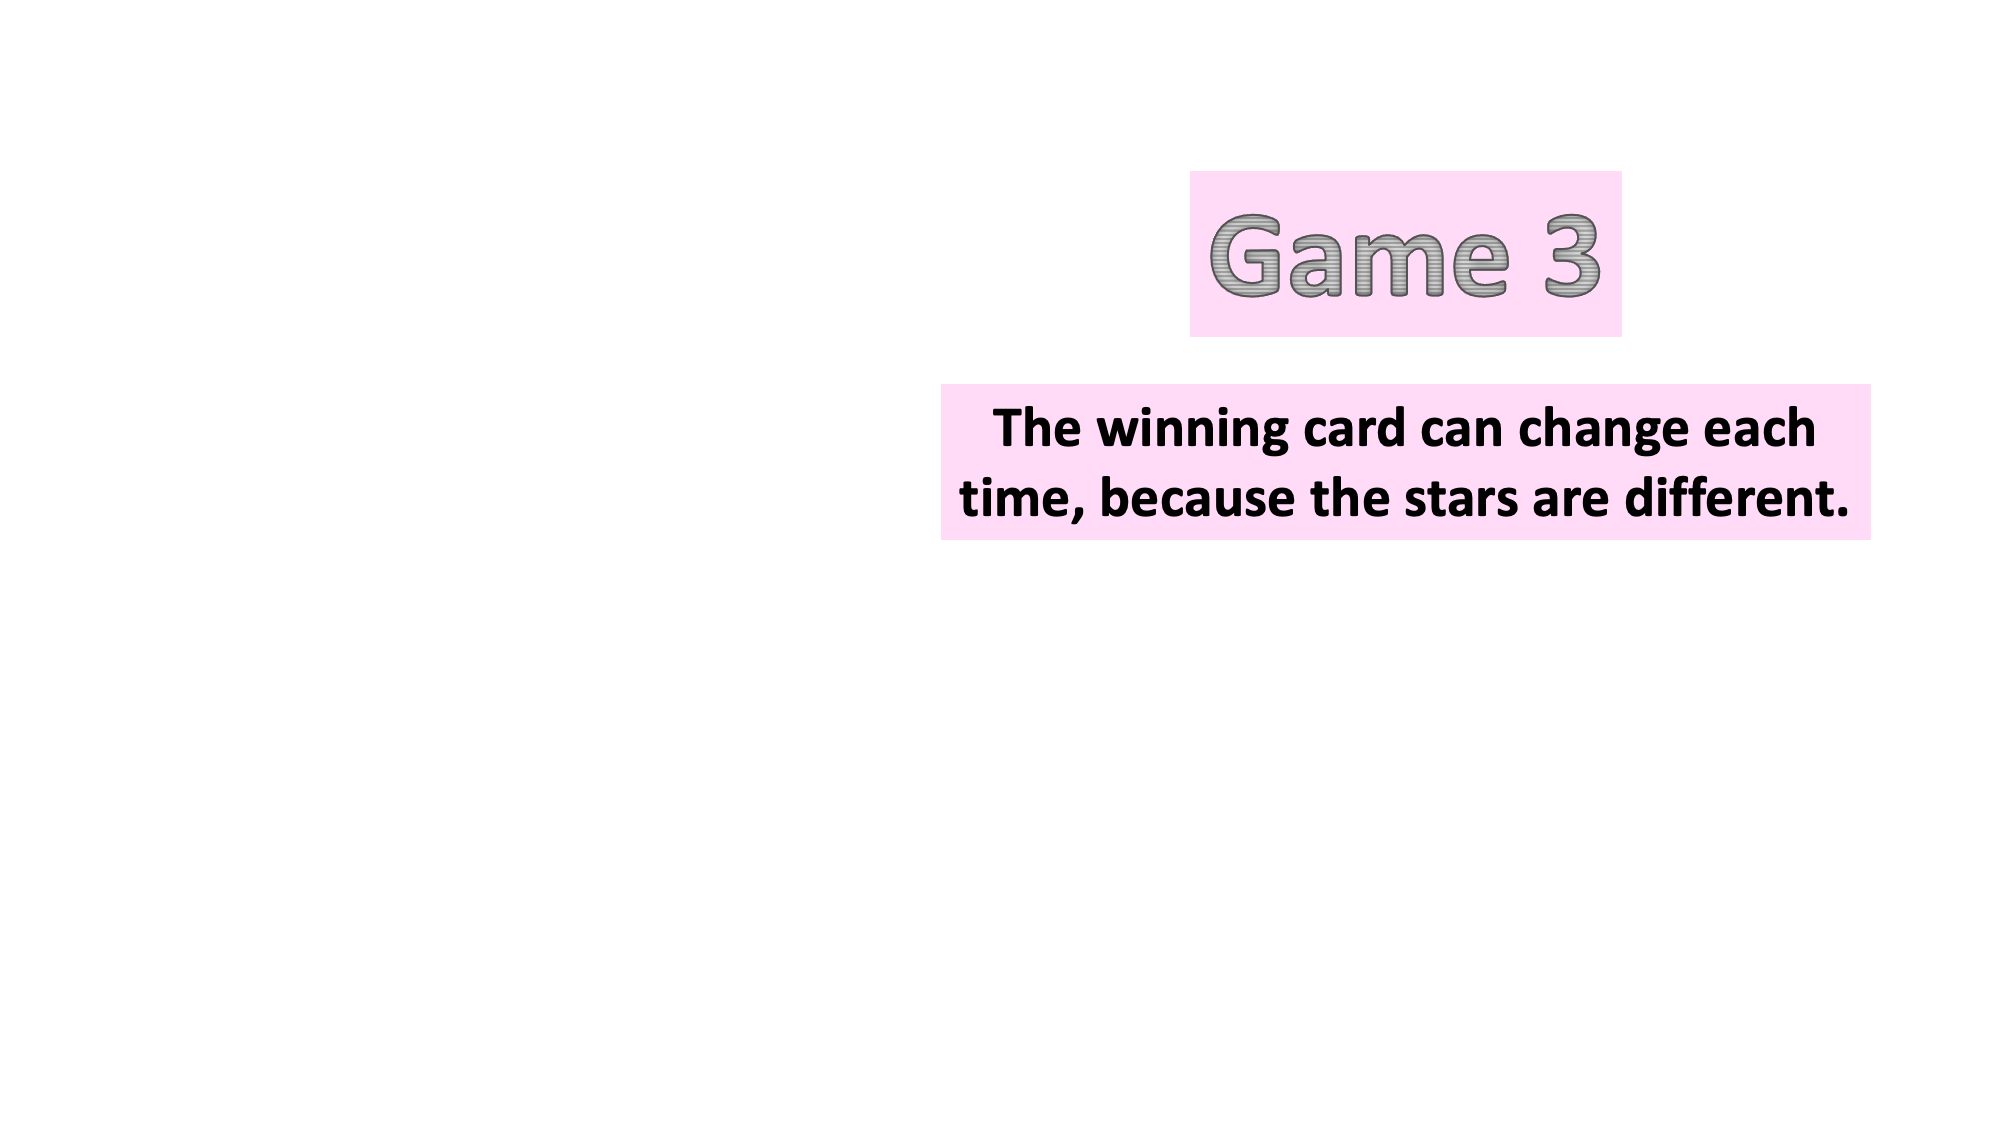 Game 3
The winning card can change each
time, because the stars are different.